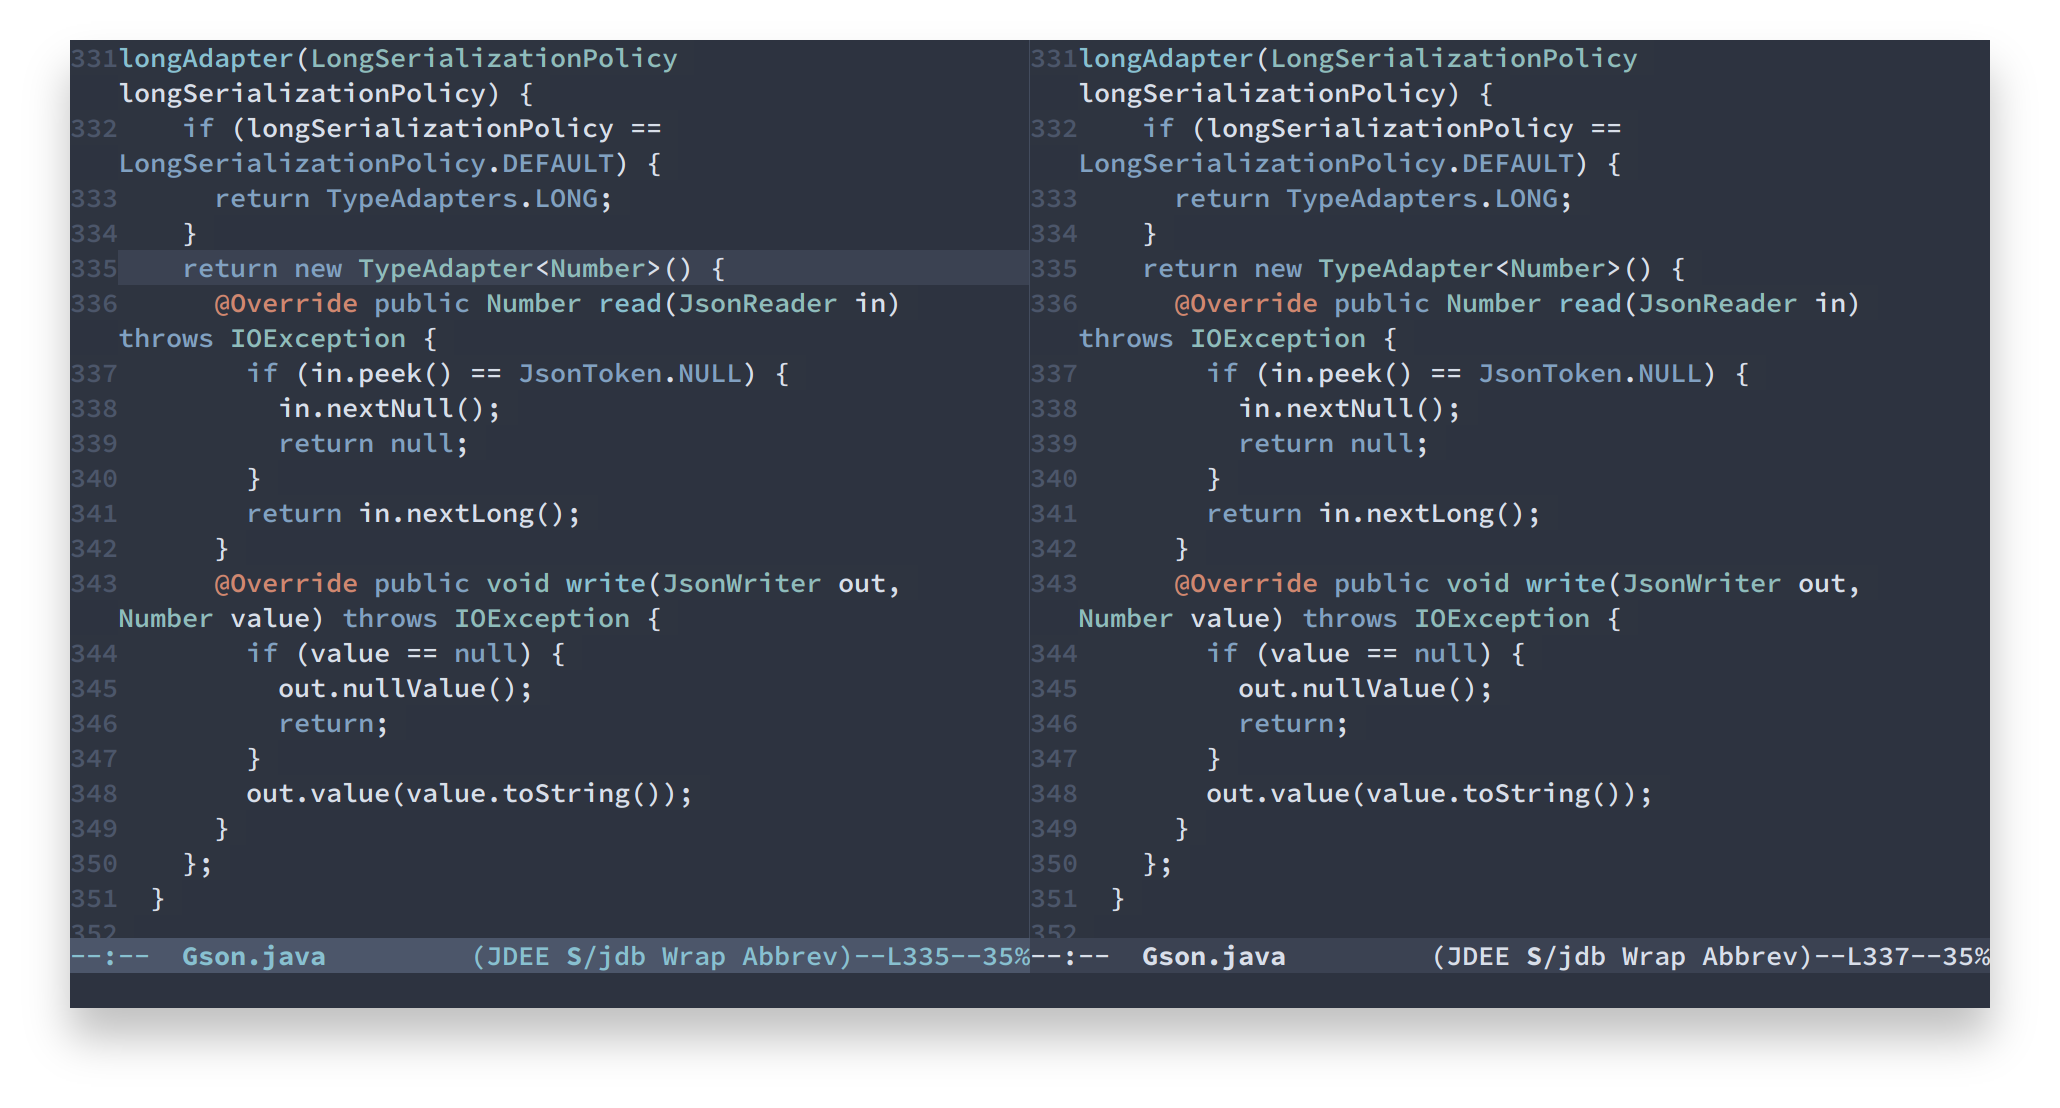 331longAdapter(LongSerializationPolicy
longSerializationPolicy) {
332    if (longSerializationPolicy ==
LongSerializationPolicy.DEFAULT) {
333      return TypeAdapters.LONG;
334    }
335    return new TypeAdapter<Number>() {
336      @Override public Number read(JsonReader in)
throws IOException {
337        if (in.peek() == JsonToken.NULL) {
338          in.nextNull();
339          return null;
340        }
341        return in.nextLong();
342      }
343      @Override public void write(JsonWriter out,
Number value) throws IOException {
344        if (value == null) {
345          out.nullValue();
346          return;
347        }
348        out.value(value.toString());
349      }
350    };
351  }
352
--:--  Gson.java         (JDEE S/jdb Wrap Abbrev)--L335--35%
331longAdapter(LongSerializationPolicy
longSerializationPolicy) {
332    if (longSerializationPolicy ==
LongSerializationPolicy.DEFAULT) {
333      return TypeAdapters.LONG;
334    }
335    return new TypeAdapter<Number>() {
336      @Override public Number read(JsonReader in)
throws IOException {
337        if (in.peek() == JsonToken.NULL) {
338          in.nextNull();
339          return null;
340        }
341        return in.nextLong();
342      }
343      @Override public void write(JsonWriter out,
Number value) throws IOException {
344        if (value == null) {
345          out.nullValue();
346          return;
347        }
348        out.value(value.toString());
349      }
350    };
351  }
352
--:--  Gson.java         (JDEE S/jdb Wrap Abbrev)--L337--35%